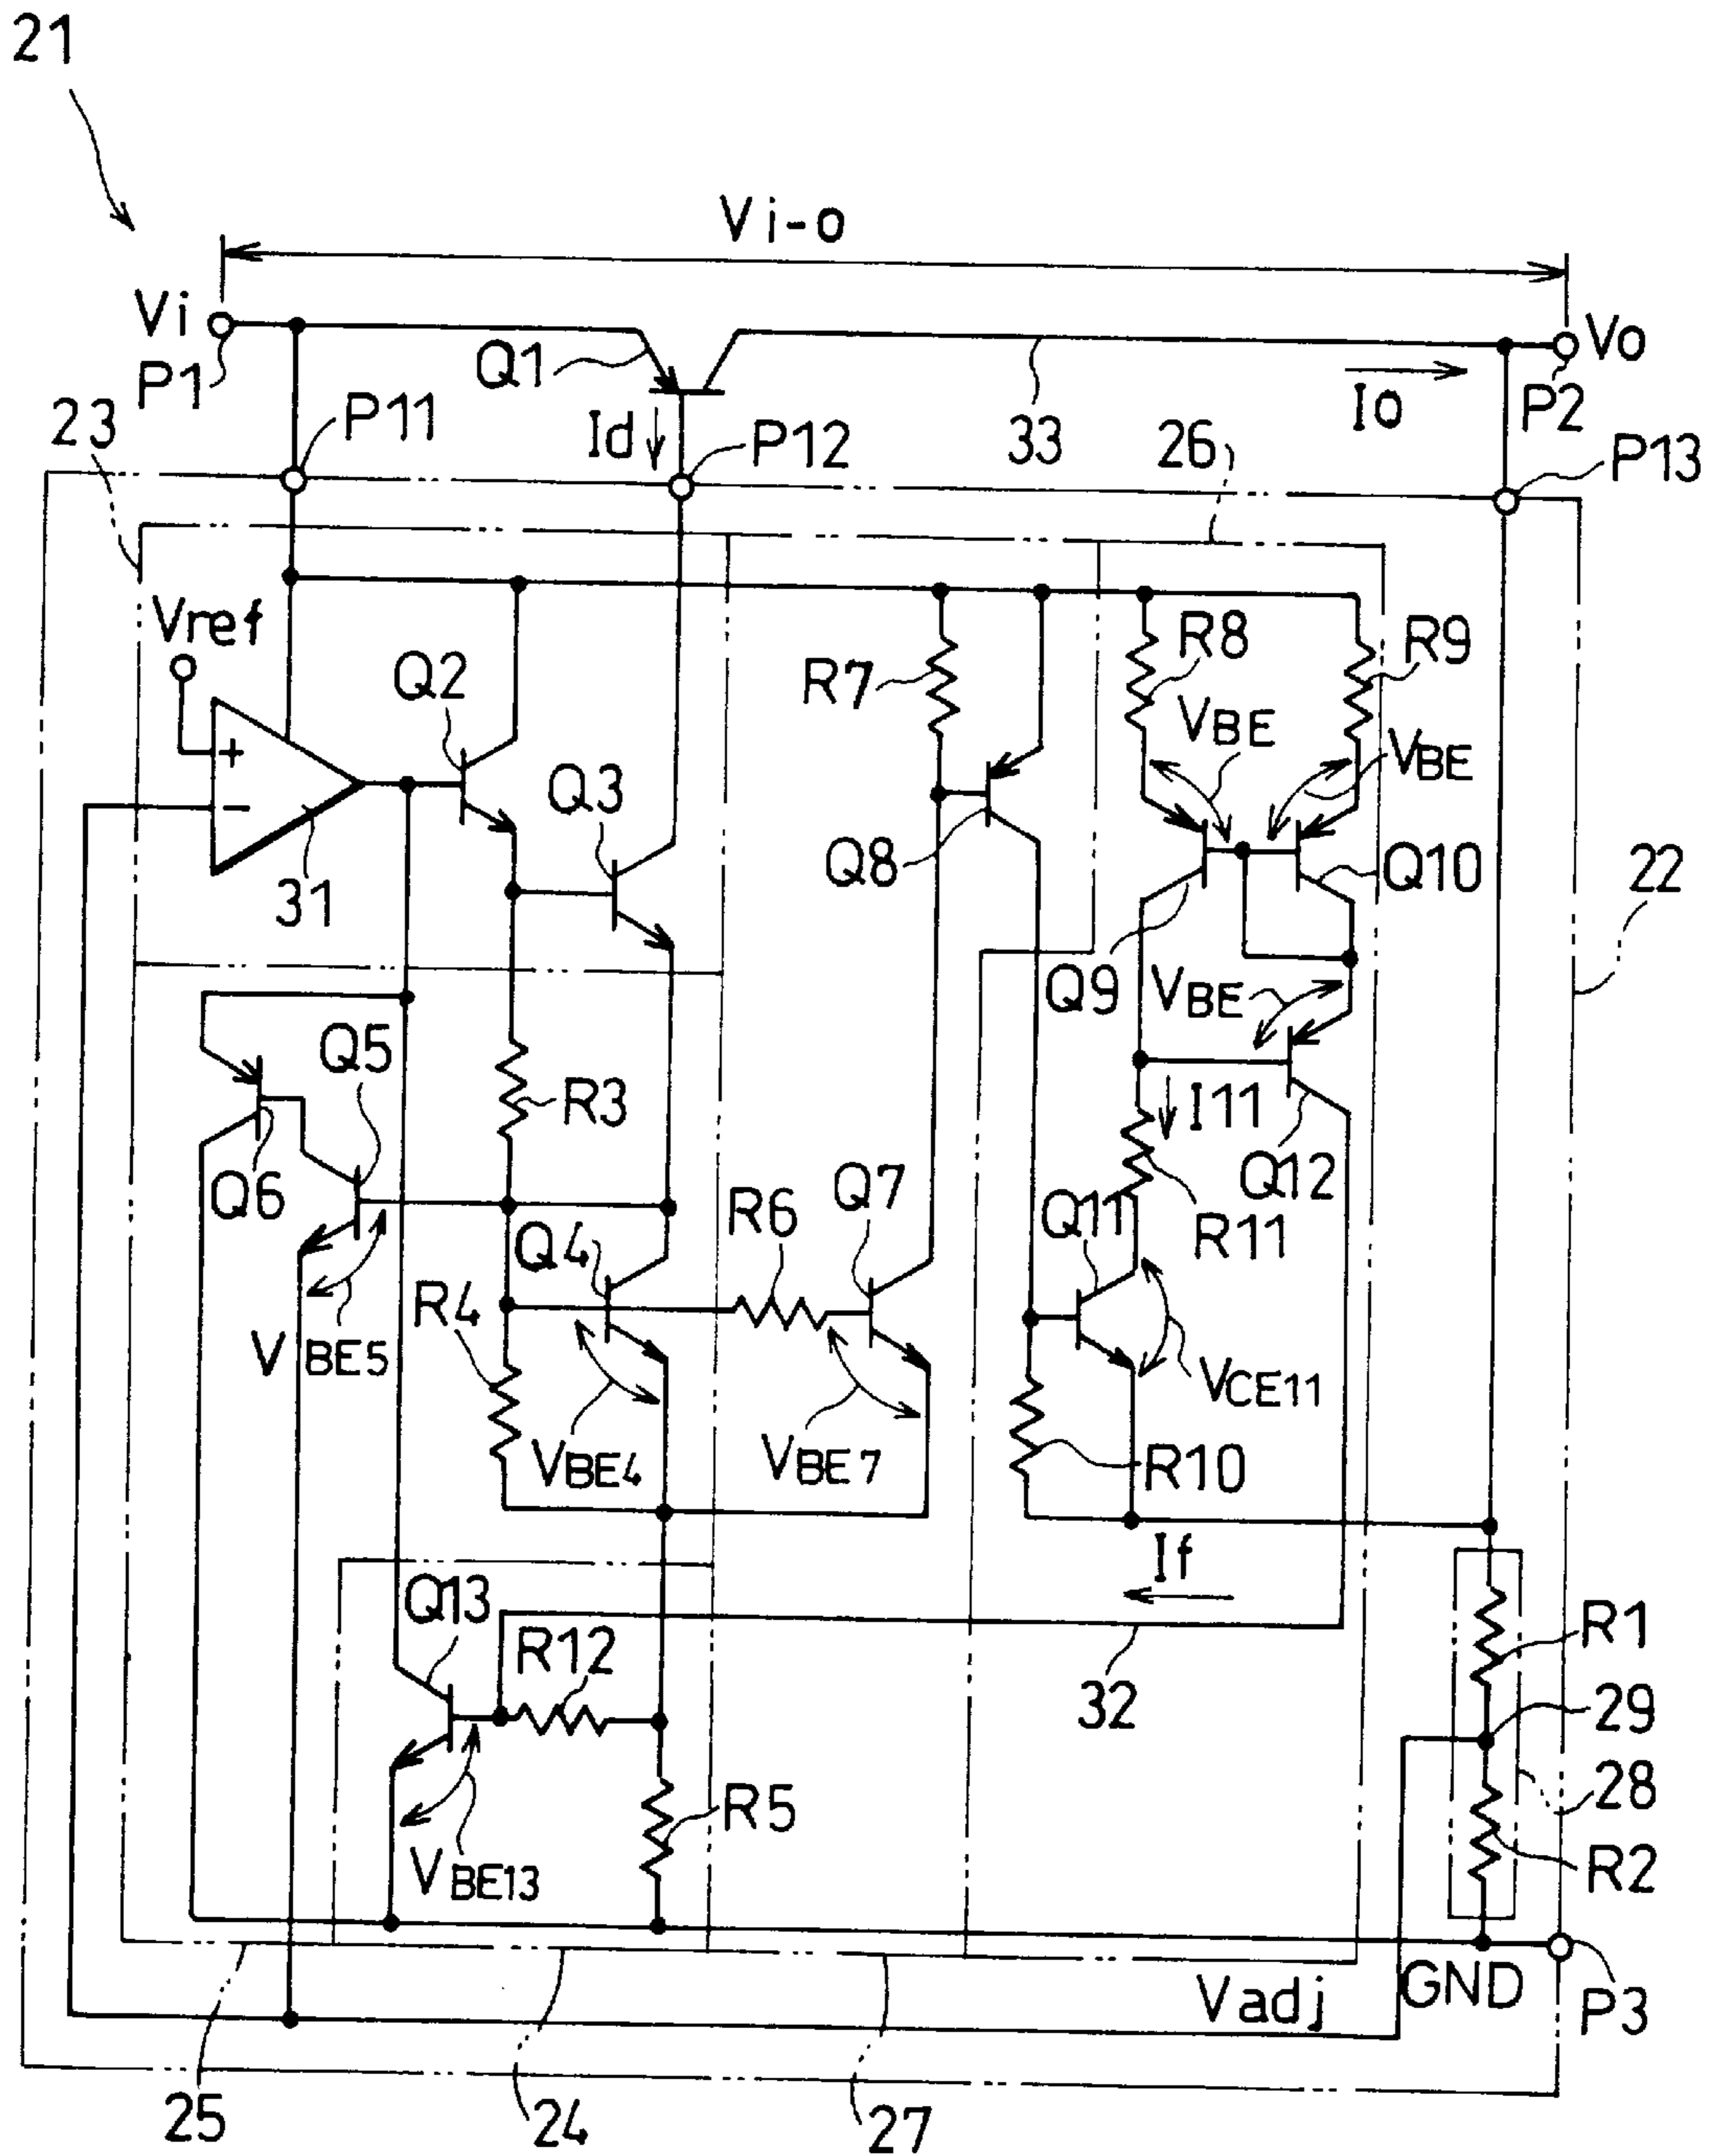 21
Vi-o
Vi
Vo
P1
Q1
Io
P2
23
P11
Id
P12
33
26
P13
Vref
Q2
R7
R8
R9
VBE
VBE
+
-
31
Q3
Q8
Q10
22
Q9
VBE
Q5
R3
I11
Q6
Q7
Q12
R6
Q11
R11
Q4
R4
VBE5
VCE11
VBE4
VBE7
R10
If
Q13
R12
R1
32
29
R5
28
VBE13
R2
GND
Vadj
P3
25
24
27